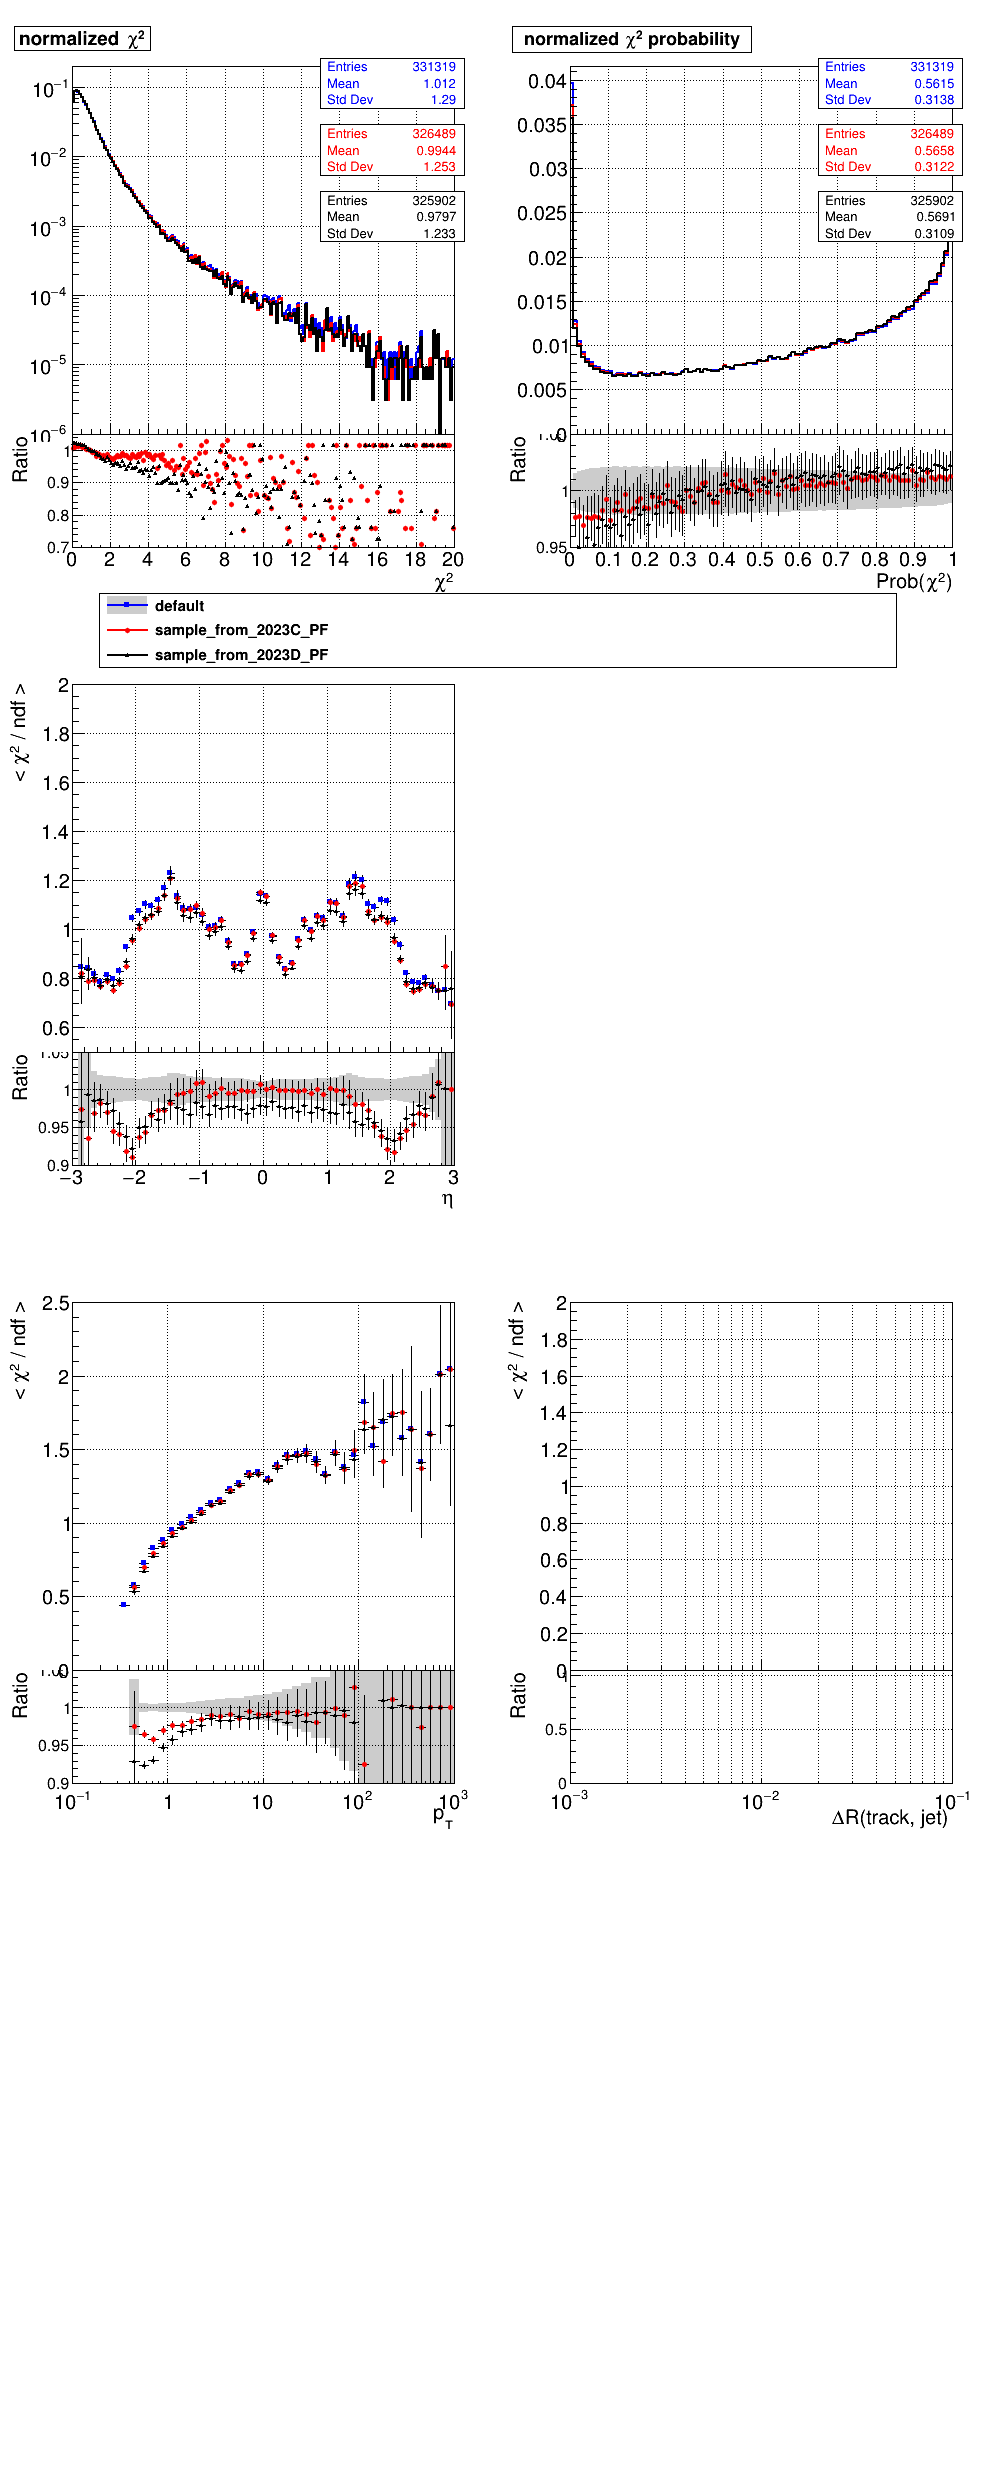 normalized χ²
Entries 331319
Mean 1.012
Std Dev 1.29
Entries 326489
Mean 0.9944
Std Dev 1.253
Entries 325902
Mean 0.9797
Std Dev 1.233
10⁻¹
10⁻²
10⁻³
10⁻⁴
10⁻⁵
10⁻⁶
Ratio
1
0.9
0.8
0.7
0 2 4 6 8 10 12 14 16 18 20
χ²
normalized χ² probability
Entries 331319
Mean 0.5615
Std Dev 0.3138
Entries 326489
Mean 0.5658
Std Dev 0.3122
Entries 325902
Mean 0.5691
Std Dev 0.3109
0.04
0.035
0.03
0.025
0.02
0.015
0.01
0.005
0
Ratio
1
0.95
0 0.1 0.2 0.3 0.4 0.5 0.6 0.7 0.8 0.9 1
Prob(χ²)
default
sample_from_2023C_PF
sample_from_2023D_PF
< χ² / ndf >
2
1.8
1.6
1.4
1.2
1
0.8
0.6
Ratio
1.05
1
0.95
0.9
−3 −2 −1 0 1 2 3
η
< χ² / ndf >
2.5
2
1.5
1
0.5
0
Ratio
1
0.95
0.9
10⁻¹ 1 10 10² 10³
p_T
< χ² / ndf >
2
1.8
1.6
1.4
1.2
1
0.8
0.6
0.4
0.2
0
Ratio
1
0.5
0
10⁻³ 10⁻² 10⁻¹
ΔR(track, jet)